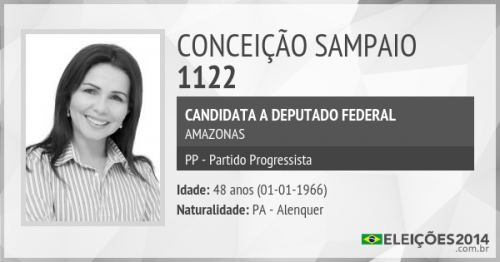 CONCEIÇÃO SAMPAIO
1122
CANDIDATA A DEPUTADO FEDERAL
AMAZONAS
PP - Partido Progressista
Idade: 48 anos (01-01-1966)
Naturalidade: PA - Alenquer
ELEIÇÕES2014
.com.br